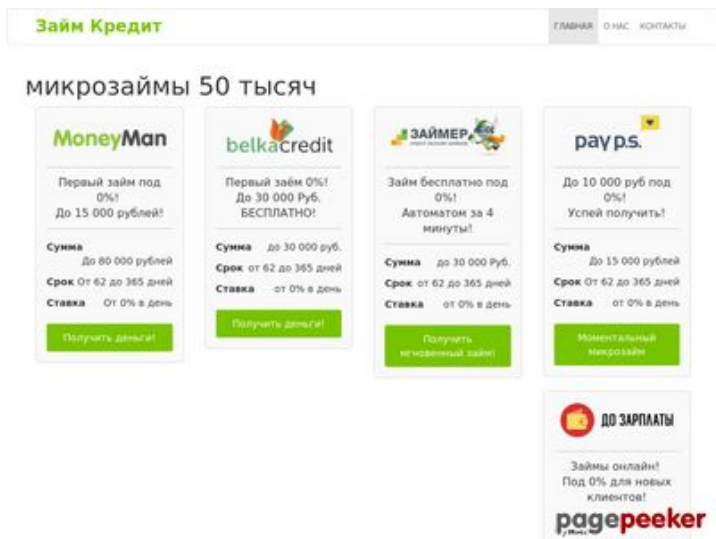 Займ Кредит
ГЛАВНАЯ О НАС. КОНТАКТЫ
микрозаймы 50 тысяч
MoneyMan
Первый займ под
0%!
До 15 000 рублей!
Сумма
До 80 000 рублей
Срок От 62 до 365 дней
Ставка От 0% в день
Получить деньги!
belkacredit
Первый заём 0%!
До 30 000 Руб.
БЕСПЛАТНО!
Сумма до 30 000 руб.
Срок от 62 до 365 дней
Ставка от 0% в день
Получить деньги!
ЗАЙМЕР
Займ бесплатно под
0%!
Автоматом за 4
минуты!
Сумма до 30 000 Руб.
Срок от 62 до 365 дней
Ставка от 0% в день
Получить
мгновенный займ!
pay p.s.
До 10 000 руб под
0%!
Успей получить!
Сумма
До 15 000 рублей
Срок От 62 до 365 дней
Ставка от 0% в день
Моментальный
микрозайм
ДО ЗАРПЛАТЫ
Займы онлайн!
Под 0% для новых
клиентов!
pagepeeker